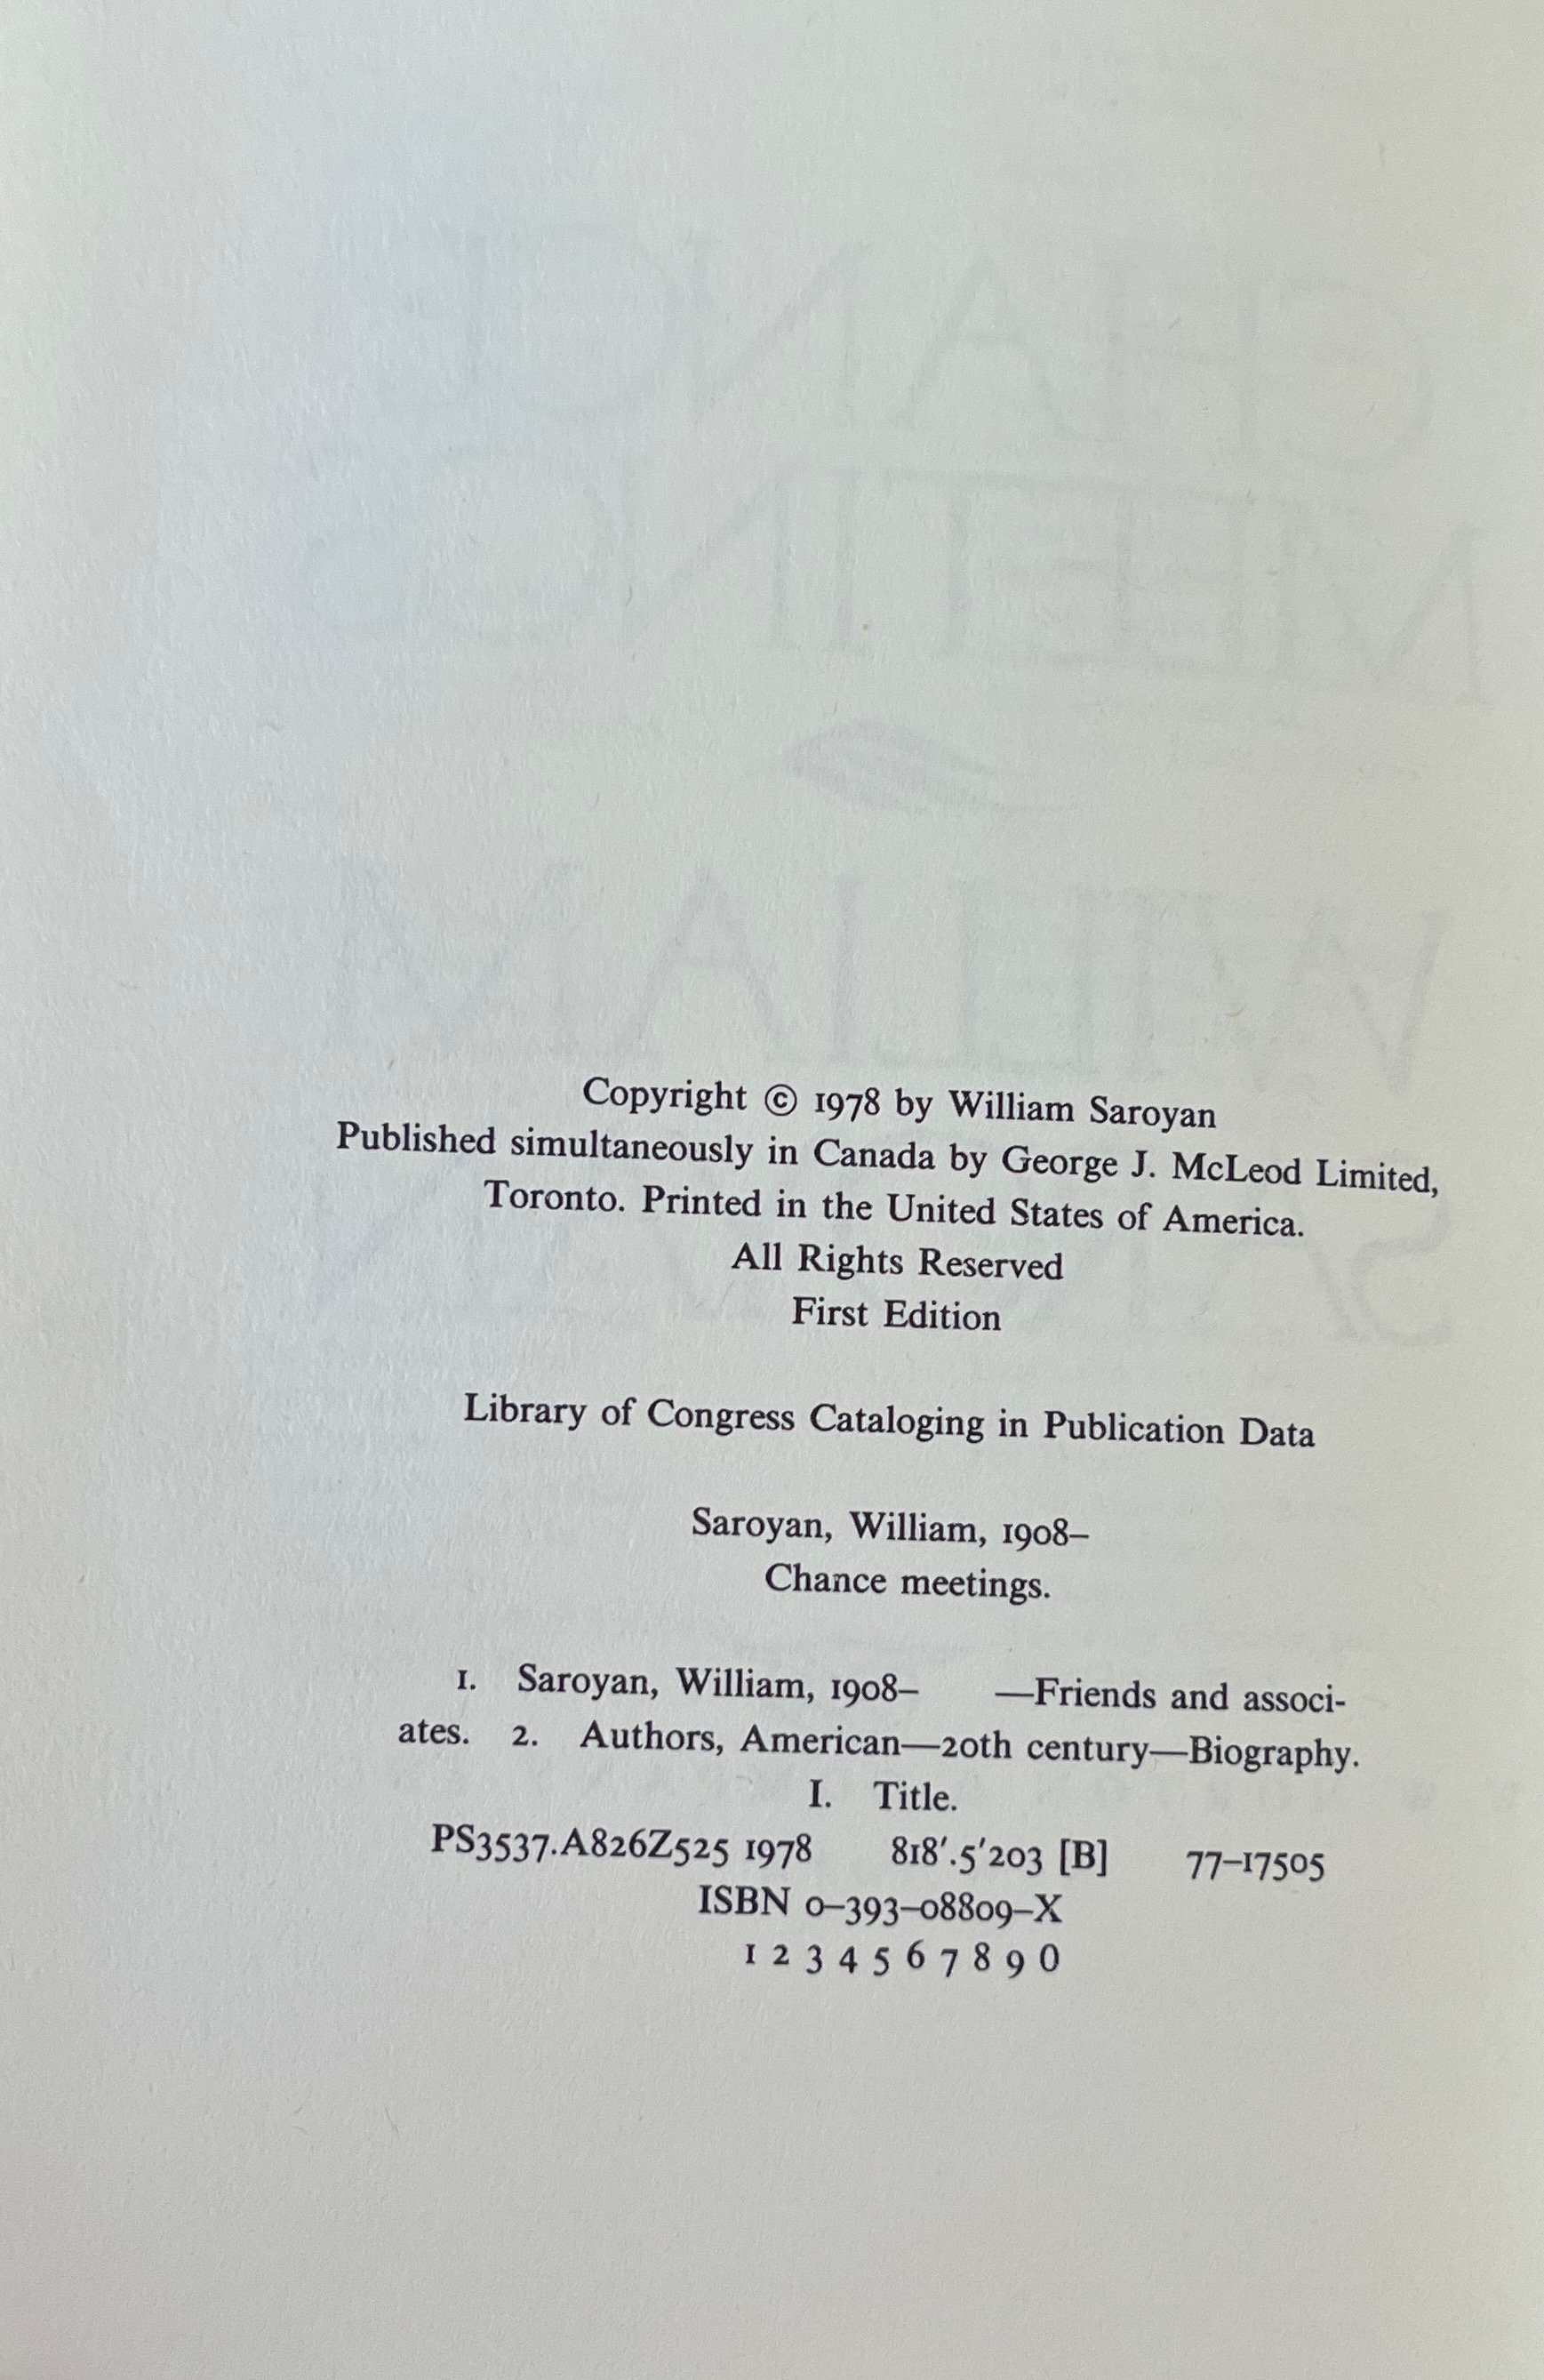 Copyright © 1978 by William Saroyan
Published simultaneously in Canada by George J. McLeod Limited,
Toronto. Printed in the United States of America.
All Rights Reserved
First Edition
Library of Congress Cataloging in Publication Data
Saroyan, William, 1908–
Chance meetings.
1. Saroyan, William, 1908– —Friends and associ-
ates. 2. Authors, American—20th century—Biography.
I. Title.
PS3537.A826Z525 1978 818′.5′203 [B] 77–17505
ISBN 0–393–08809–X
1 2 3 4 5 6 7 8 9 0